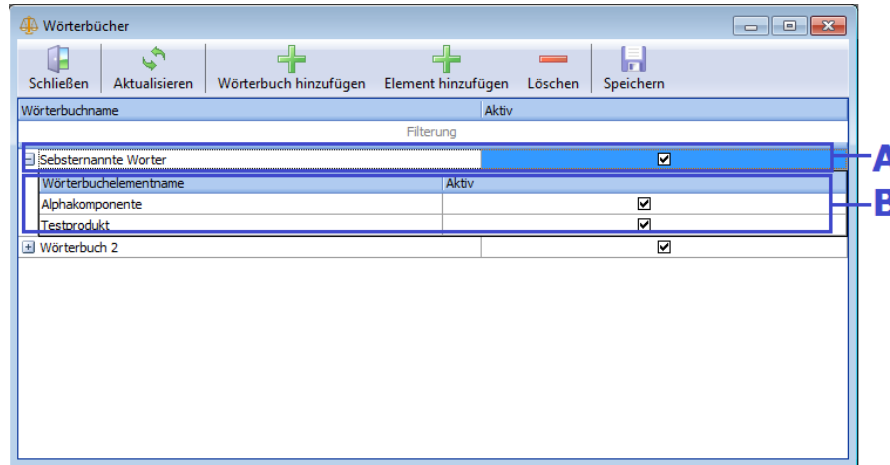 Wörterbücher
Schließen Aktualisieren Wörterbuch hinzufügen Element hinzufügen Löschen Speichern
Wörterbuchname Aktiv
Filterung
Sebsternannte Worter
A
Wörterbuchelementname Aktiv
Alphakomponente
B
Testprodukt
Wörterbuch 2